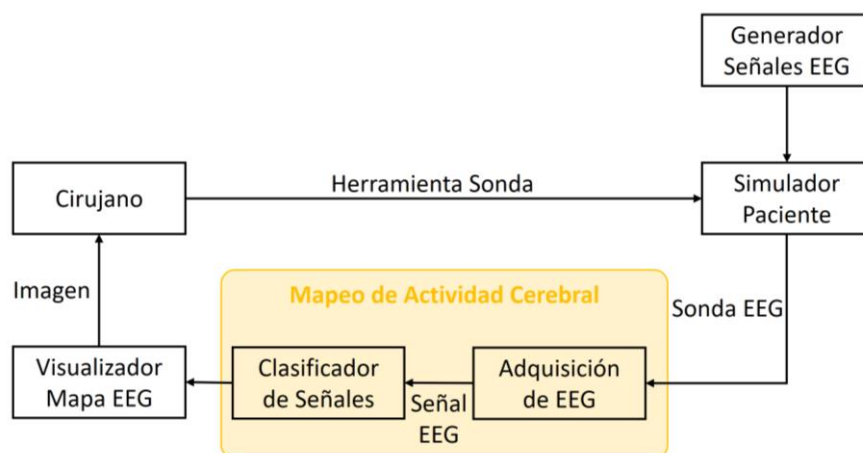 Generador
Señales EEG
Cirujano
Herramienta Sonda
Simulador
Paciente
Imagen
Mapeo de Actividad Cerebral
Sonda EEG
Visualizador
Mapa EEG
Clasificador
de Señales
Señal
EEG
Adquisición
de EEG